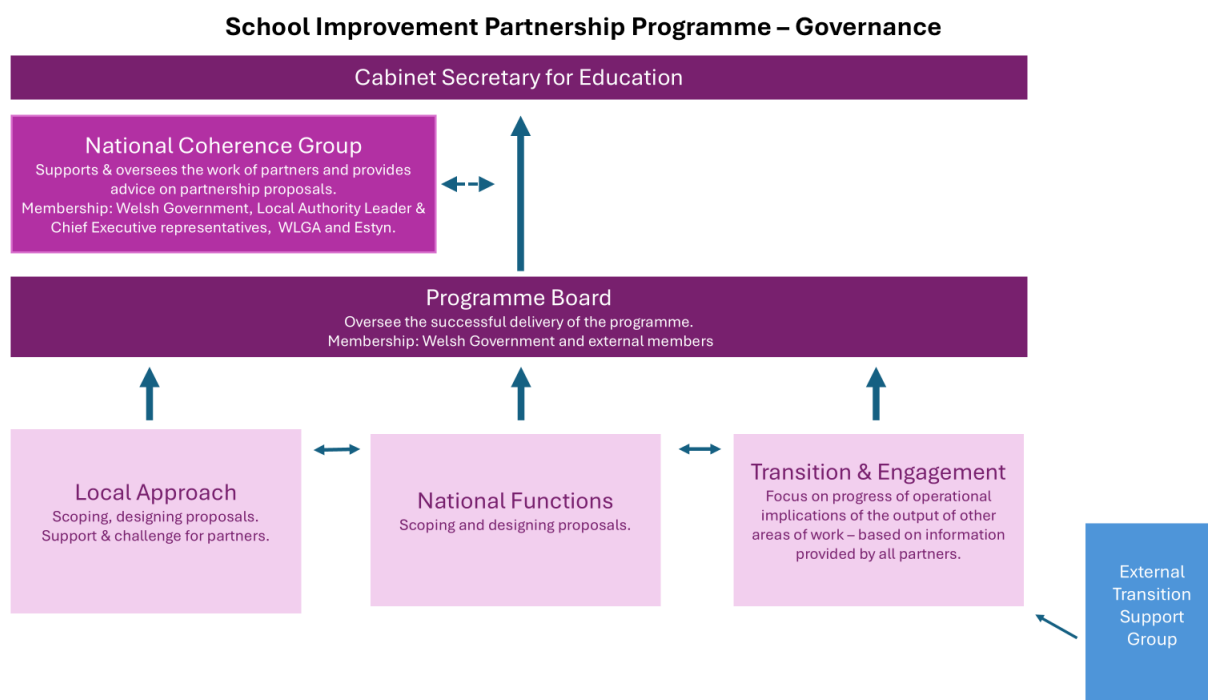 School Improvement Partnership Programme – Governance
Cabinet Secretary for Education
National Coherence Group
Supports & oversees the work of partners and provides
advice on partnership proposals.
Membership: Welsh Government, Local Authority Leader &
Chief Executive representatives, WLGA and Estyn.
Programme Board
Oversee the successful delivery of the programme.
Membership: Welsh Government and external members
Local Approach
Scoping, designing proposals.
Support & challenge for partners.
National Functions
Scoping and designing proposals.
Transition & Engagement
Focus on progress of operational
implications of the output of other
areas of work – based on information
provided by all partners.
External
Transition
Support
Group